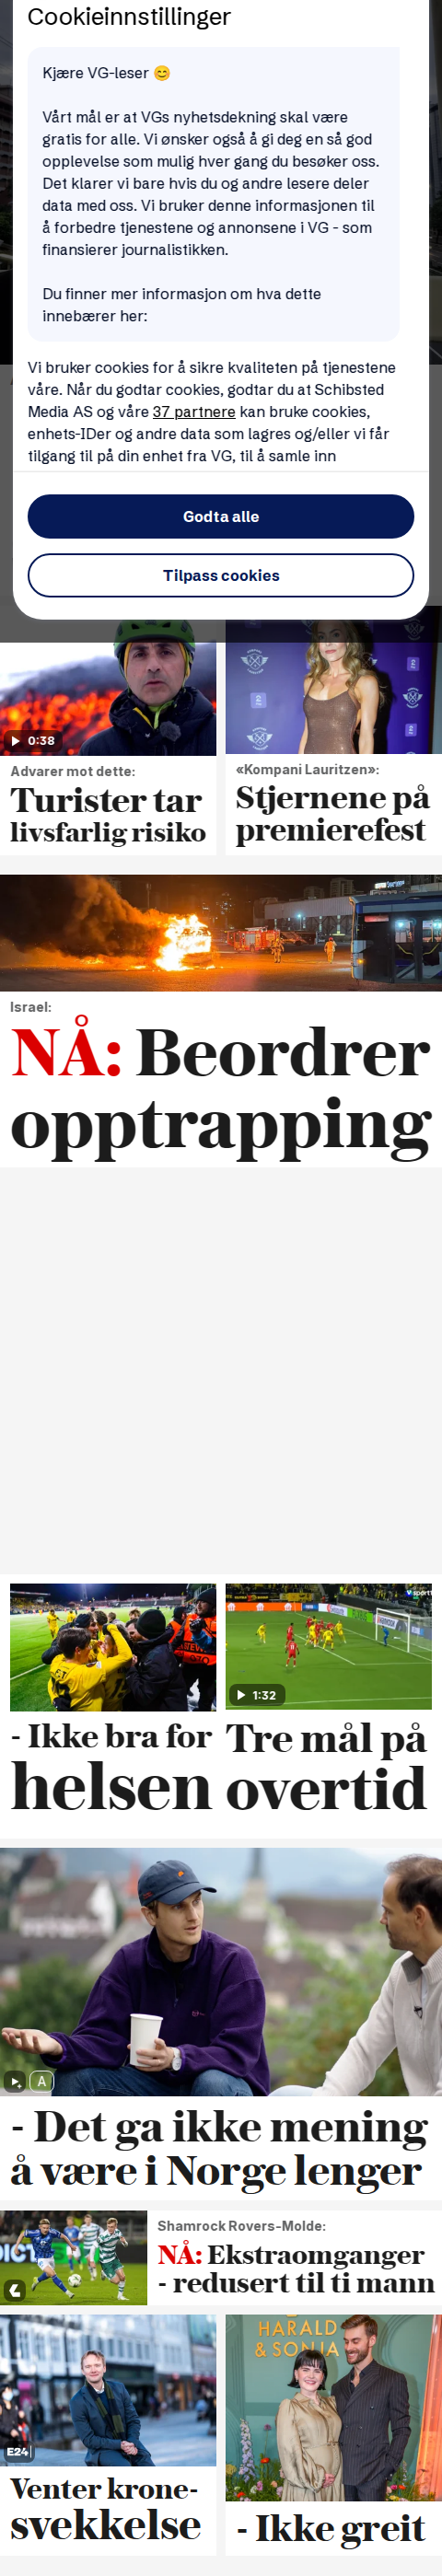 Cookieinnstillinger
Kjære VG-leser 😊
Vårt mål er at VGs nyhetsdekning skal være
gratis for alle. Vi ønsker også å gi deg en så god
opplevelse som mulig hver gang du besøker oss.
Det klarer vi bare hvis du og andre lesere deler
data med oss. Vi bruker denne informasjonen til
å forbedre tjenestene og annonsene i VG - som
finansierer journalistikken.
Du finner mer informasjon om hva dette
innebærer her:
Vi bruker cookies for å sikre kvaliteten på tjenestene
våre. Når du godtar cookies, godtar du at Schibsted
Media AS og våre 37 partnere kan bruke cookies,
enhets-IDer og andre data som lagres og/eller vi får
tilgang til på din enhet fra VG, til å samle inn
Godta alle
Tilpass cookies
0:38
Advarer mot dette:
Turister tar
livsfarlig risiko
«Kompani Lauritzen»:
Stjernene på
premierefest
Israel:
NÅ: Beordrer
opptrapping
- Ikke bra for
helsen
1:32
Tre mål på
overtid
A
- Det ga ikke mening
å være i Norge lenger
Shamrock Rovers-Molde:
NÅ: Ekstraomganger
- redusert til ti mann
E24
Venter krone-
svekkelse
HARALD
& SONJA
- Ikke greit